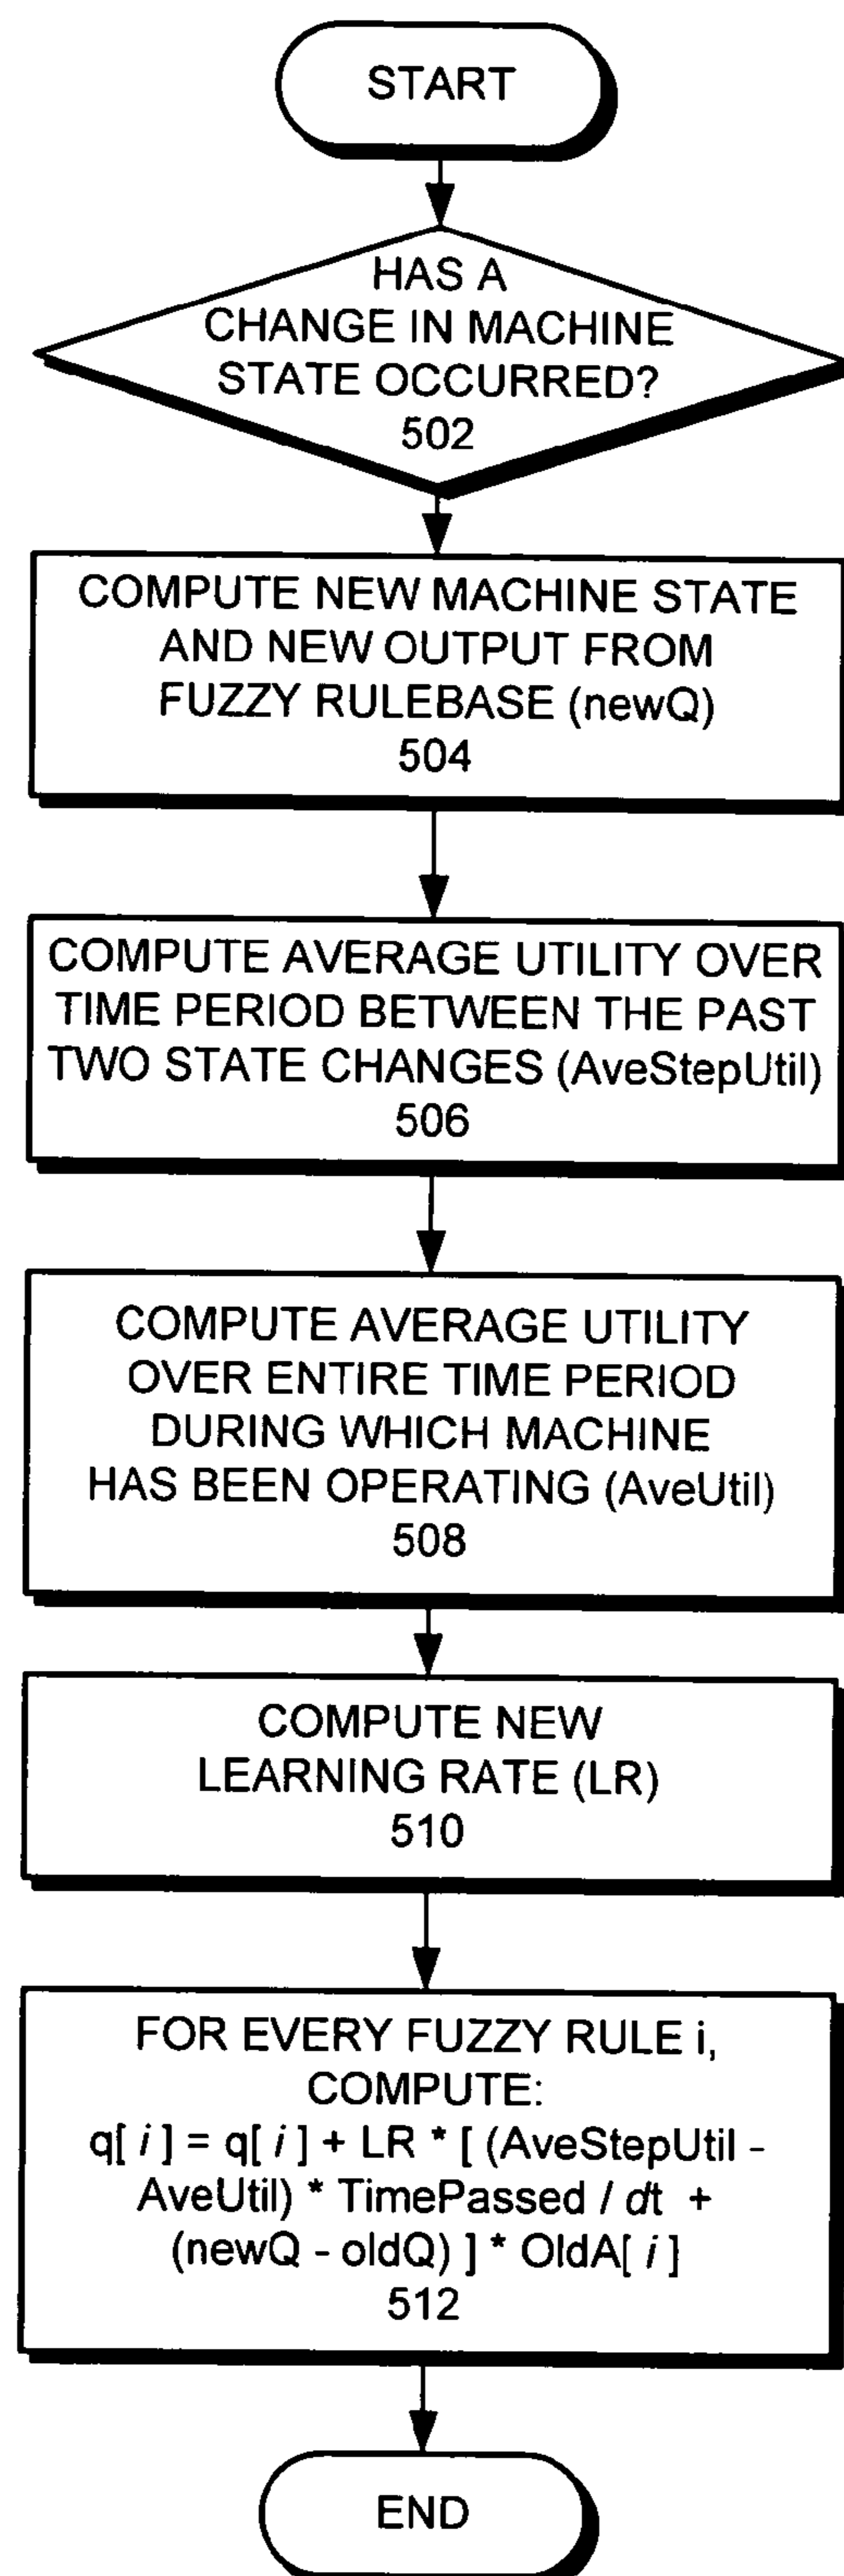 START
HAS A
CHANGE IN MACHINE
STATE OCCURRED?
502
COMPUTE NEW MACHINE STATE
AND NEW OUTPUT FROM
FUZZY RULEBASE (newQ)
504
COMPUTE AVERAGE UTILITY OVER
TIME PERIOD BETWEEN THE PAST
TWO STATE CHANGES (AveStepUtil)
506
COMPUTE AVERAGE UTILITY
OVER ENTIRE TIME PERIOD
DURING WHICH MACHINE
HAS BEEN OPERATING (AveUtil)
508
COMPUTE NEW
LEARNING RATE (LR)
510
FOR EVERY FUZZY RULE i,
COMPUTE:
q[ i ] = q[ i ] + LR * [ (AveStepUtil -
AveUtil) * TimePassed / dt +
(newQ - oldQ) ] * OldA[ i ]
512
END